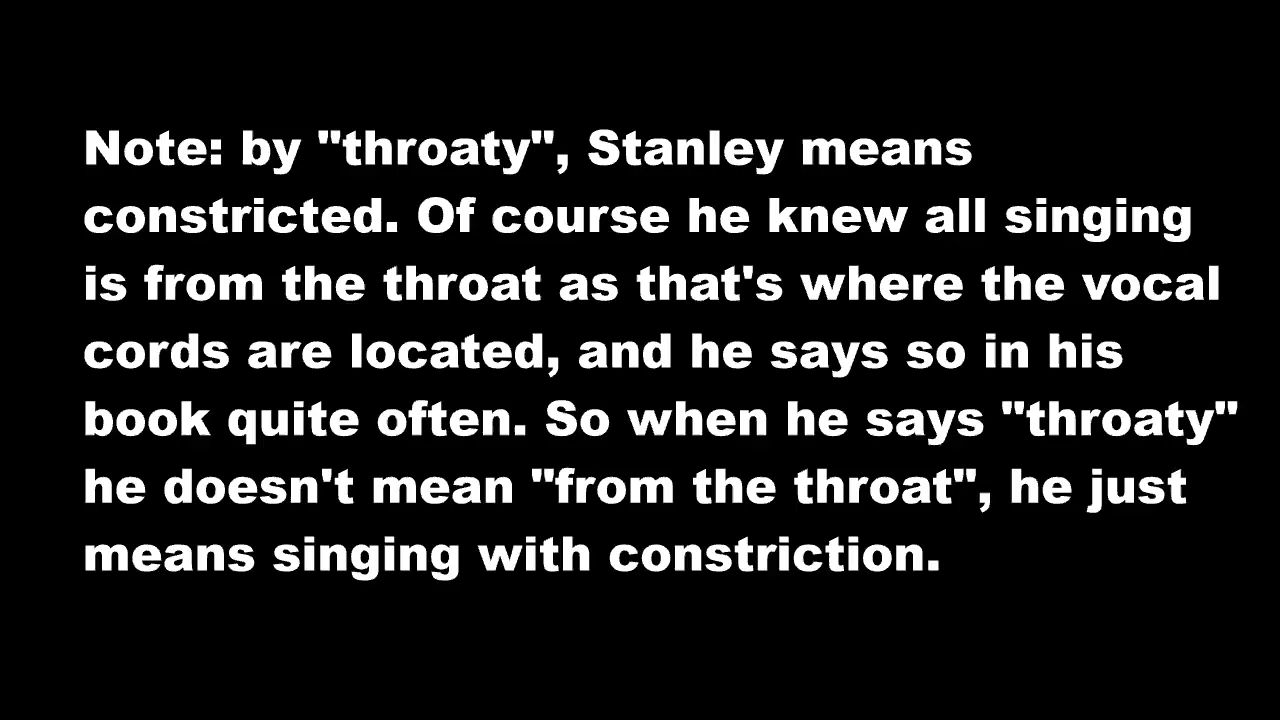 Note: by "throaty", Stanley means
constricted. Of course he knew all singing
is from the throat as that's where the vocal
cords are located, and he says so in his
book quite often. So when he says "throaty"
he doesn't mean "from the throat", he just
means singing with constriction.